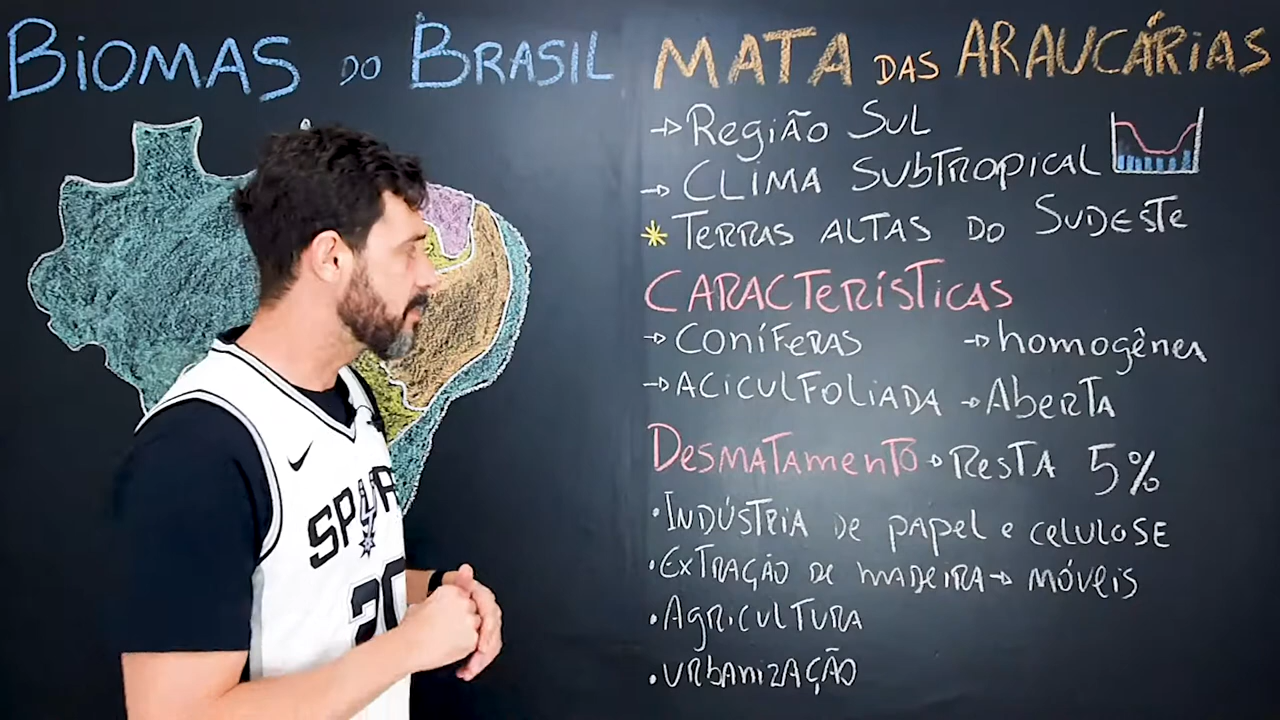 BIOMAS DO BRASIL
MATA DAS ARAUCÁRIAS
→ Região SUL
→ CLIMA SUBTROPICAL
* TERRAS ALTAS DO SUDESTE
CARACTERÍSTICAS
→ CONÍFERAS → homogênea
→ ACICULFOLIADA → ABERTA
DESMATAMENTO → RESTA 5%
• INDÚSTRIA DE papel e celulose
• EXTRAÇÃO DE MADEIRA → MÓVEIS
• AGRICULTURA
• URBANIZAÇÃO
SPUR
20